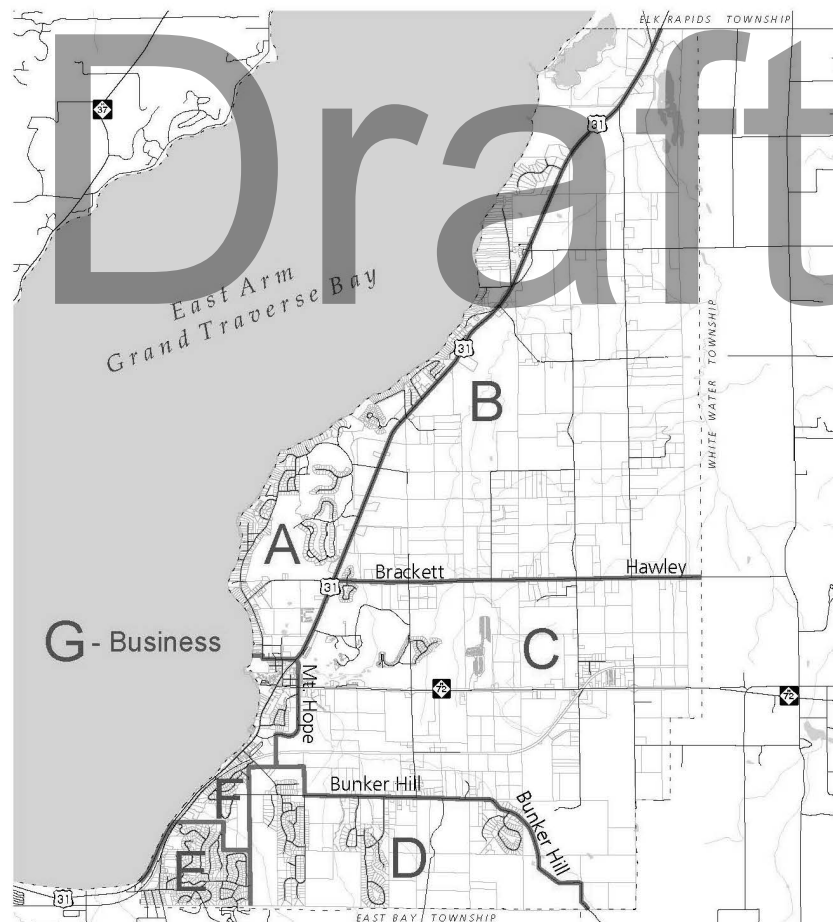 ELK RAPIDS TOWNSHIP
Draft
37
31
East Arm
Grand Traverse Bay
WHITE WATER TOWNSHIP
31
B
A
Brackett
Hawley
31
G - Business
C
Mt. Hope
72
72
F
Bunker Hill
Bunker Hill
E
D
31
EAST BAY TOWNSHIP